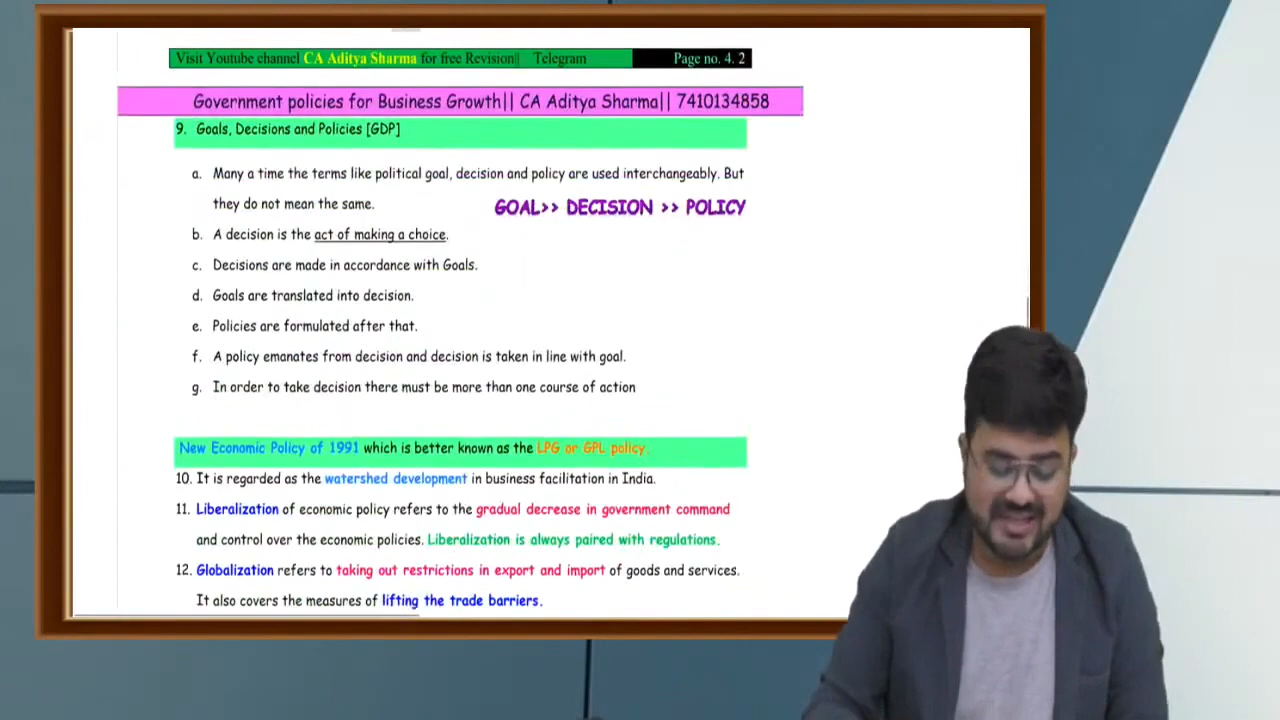 Visit Youtube channel CA Aditya Sharma for free Revision|| Telegram Page no. 4. 2
Government policies for Business Growth|| CA Aditya Sharma|| 7410134858
9. Goals, Decisions and Policies [GDP]
a. Many a time the terms like political goal, decision and policy are used interchangeably. But
they do not mean the same.
GOAL>> DECISION >> POLICY
b. A decision is the act of making a choice.
c. Decisions are made in accordance with Goals.
d. Goals are translated into decision.
e. Policies are formulated after that.
f. A policy emanates from decision and decision is taken in line with goal.
g. In order to take decision there must be more than one course of action
New Economic Policy of 1991 which is better known as the LPG or GPL policy.
10. It is regarded as the watershed development in business facilitation in India.
11. Liberalization of economic policy refers to the gradual decrease in government command
and control over the economic policies. Liberalization is always paired with regulations.
12. Globalization refers to taking out restrictions in export and import of goods and services.
It also covers the measures of lifting the trade barriers.